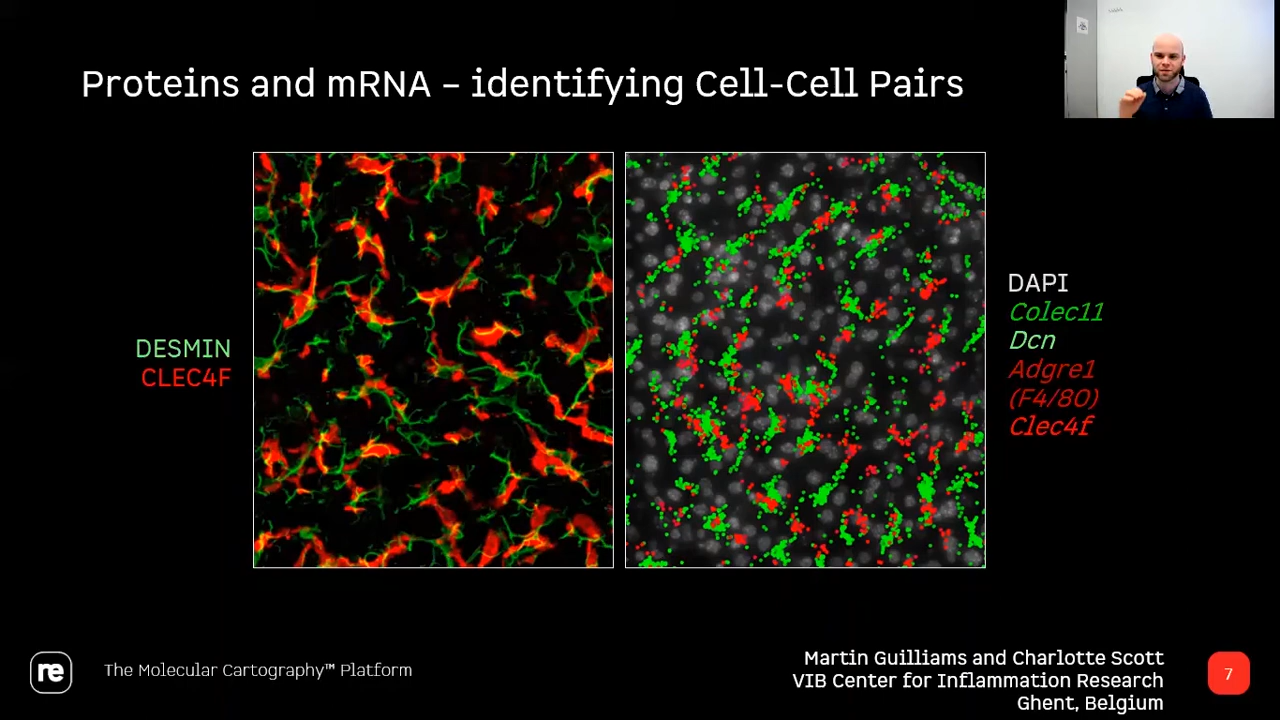 Proteins and mRNA – identifying Cell-Cell Pairs
DESMIN
CLEC4F
DAPI
Colec11
Dcn
Adgre1
(F4/80)
Clec4f
re
The Molecular Cartography™ Platform
Martin Guilliams and Charlotte Scott
VIB Center for Inflammation Research
Ghent, Belgium
7